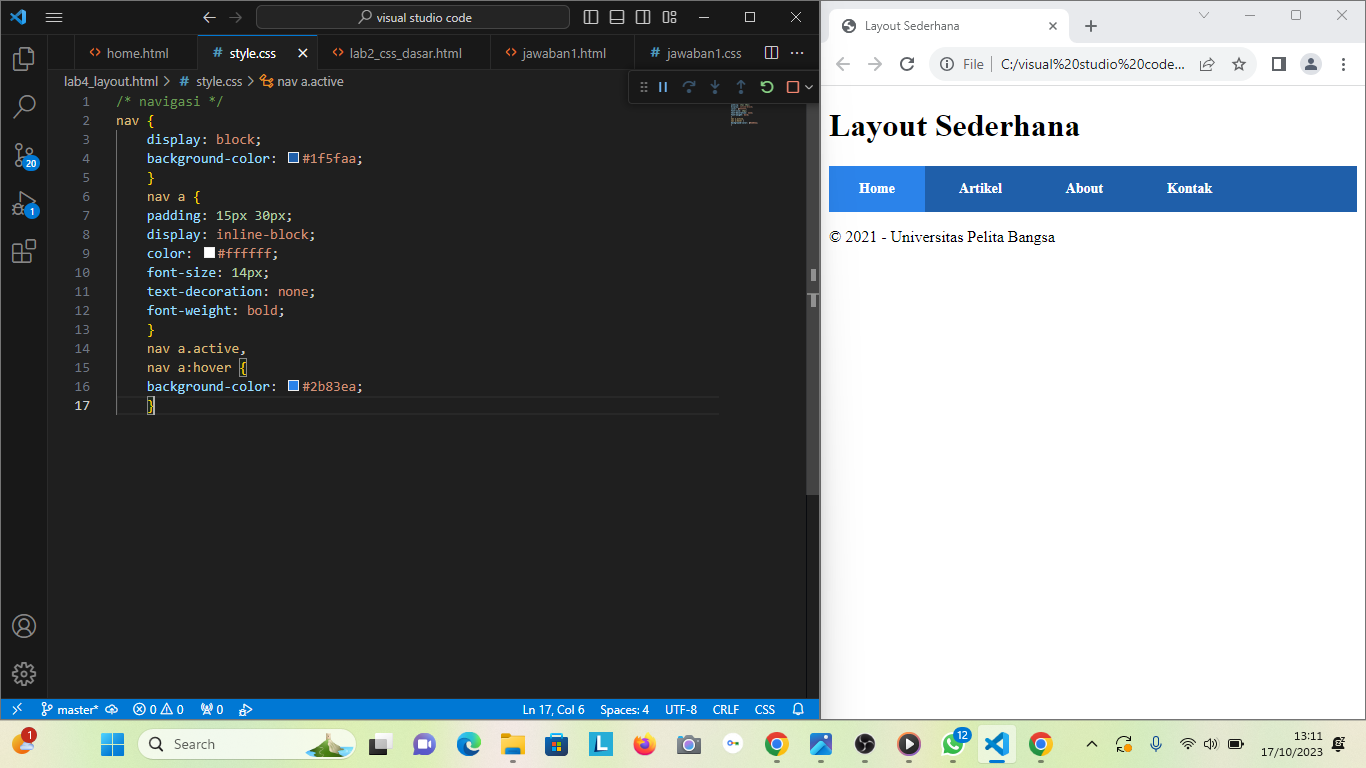 visual studio code
home.html
style.css
lab2_css_dasar.html
jawaban1.html
jawaban1.css
lab4_layout.html > style.css > nav a.active
1 /* navigasi */
2 nav {
3 display: block;
4 background-color: #1f5faa;
5 }
6 nav a {
7 padding: 15px 30px;
8 display: inline-block;
9 color: #ffffff;
10 font-size: 14px;
11 text-decoration: none;
12 font-weight: bold;
13 }
14 nav a.active,
15 nav a:hover {
16 background-color: #2b83ea;
17 }
20
1
master* 0 0 0 Ln 17, Col 6 Spaces: 4 UTF-8 CRLF CSS
Layout Sederhana
File | C:/visual%20studio%20code...
Layout Sederhana
Home Artikel About Kontak
© 2021 - Universitas Pelita Bangsa
1
Search
L
12
13:11
17/10/2023